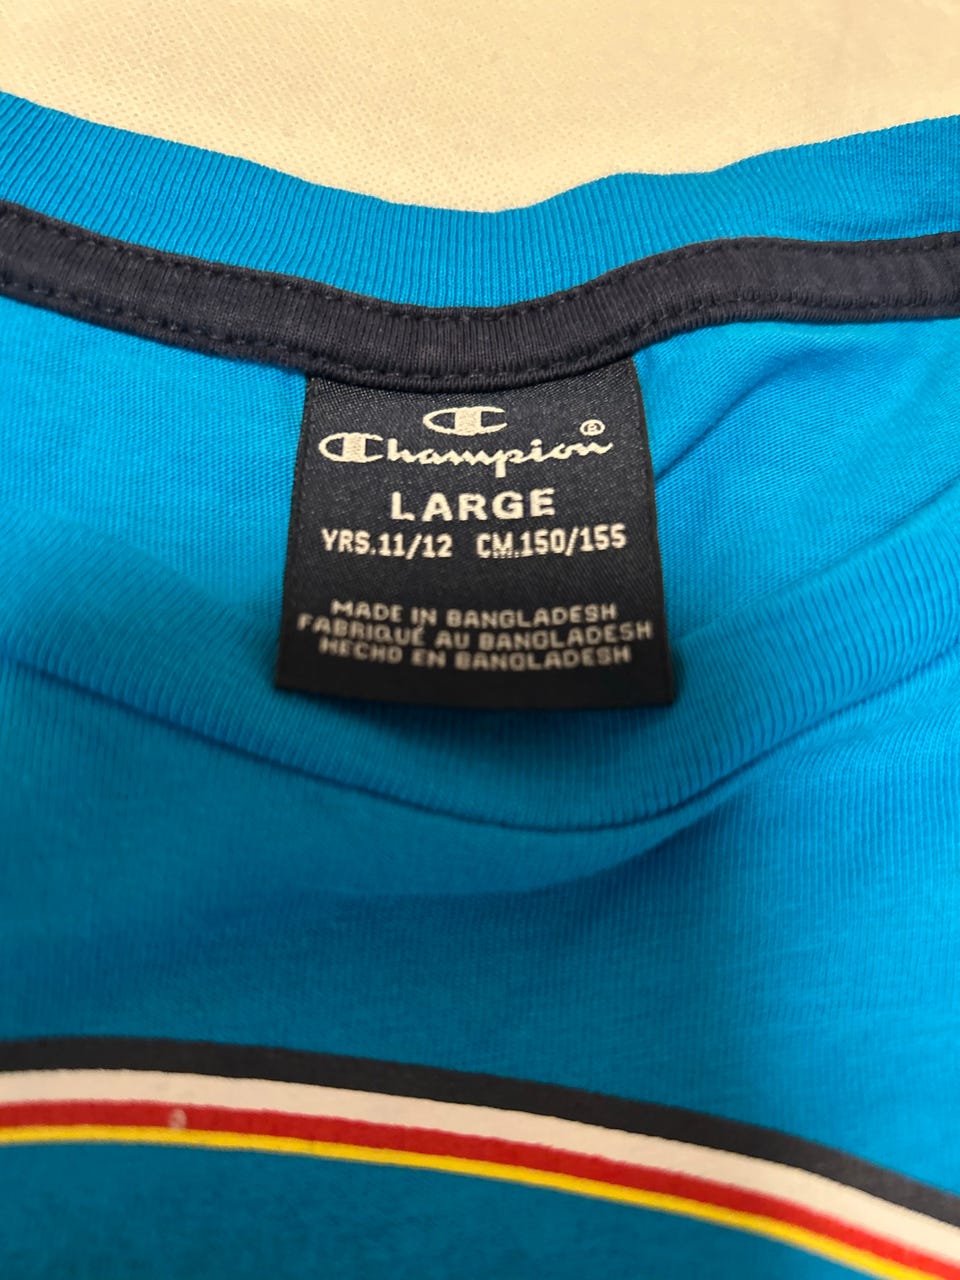 Champion®
LARGE
YRS.11/12 CM.150/155
MADE IN BANGLADESH
FABRIQUÉ AU BANGLADESH
HECHO EN BANGLADESH